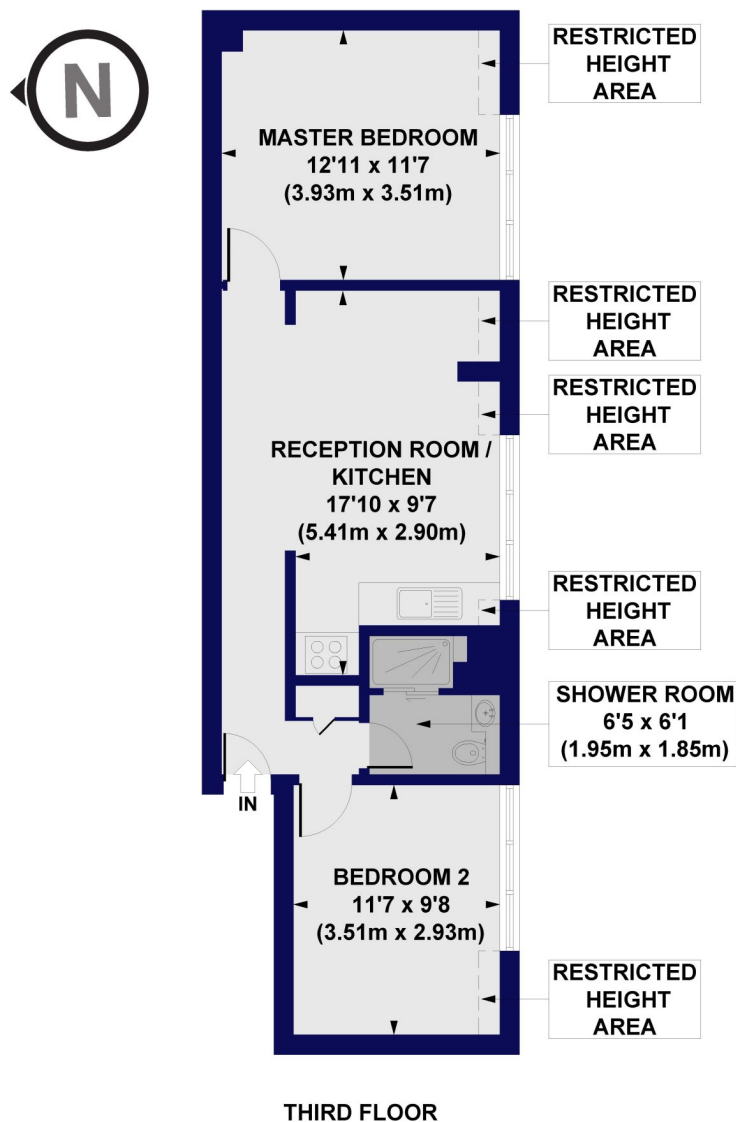 N
RESTRICTED
HEIGHT
AREA
MASTER BEDROOM
12'11 x 11'7
(3.93m x 3.51m)
RESTRICTED
HEIGHT
AREA
RESTRICTED
HEIGHT
AREA
RECEPTION ROOM /
KITCHEN
17'10 x 9'7
(5.41m x 2.90m)
RESTRICTED
HEIGHT
AREA
SHOWER ROOM
6'5 x 6'1
(1.95m x 1.85m)
IN
BEDROOM 2
11'7 x 9'8
(3.51m x 2.93m)
RESTRICTED
HEIGHT
AREA
THIRD FLOOR